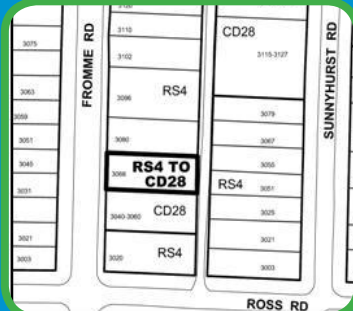 3075
3063
3059
3051
3045
3031
3021
3003
FROMME RD
3110
3102
3096
RS4
3080
3068
RS4 TO
CD28
3040-3060
CD28
3020
RS4
CD28
3115-3127
3079
3067
3055
RS4
3051
3025
3021
3003
SUNNYHURST RD
ROSS RD